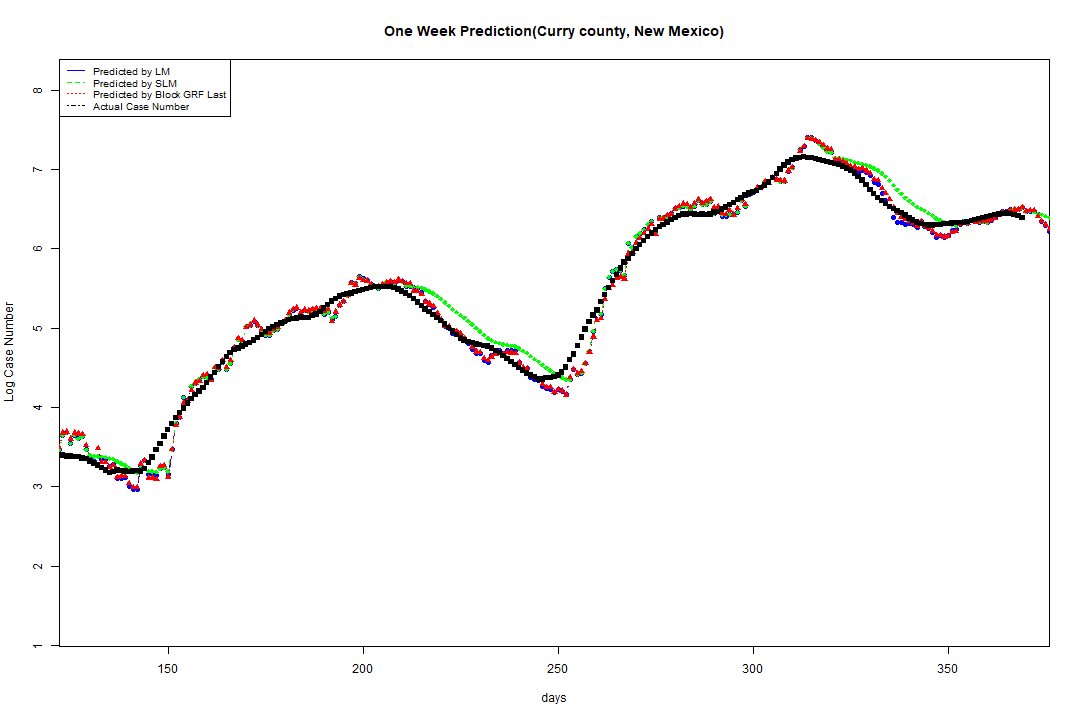 One Week Prediction(Curry county, New Mexico)
Predicted by LM
Predicted by SLM
Predicted by Block GRF Last
Actual Case Number
8
7
6
5
4
3
2
1
Log Case Number
150 200 250 300 350
days